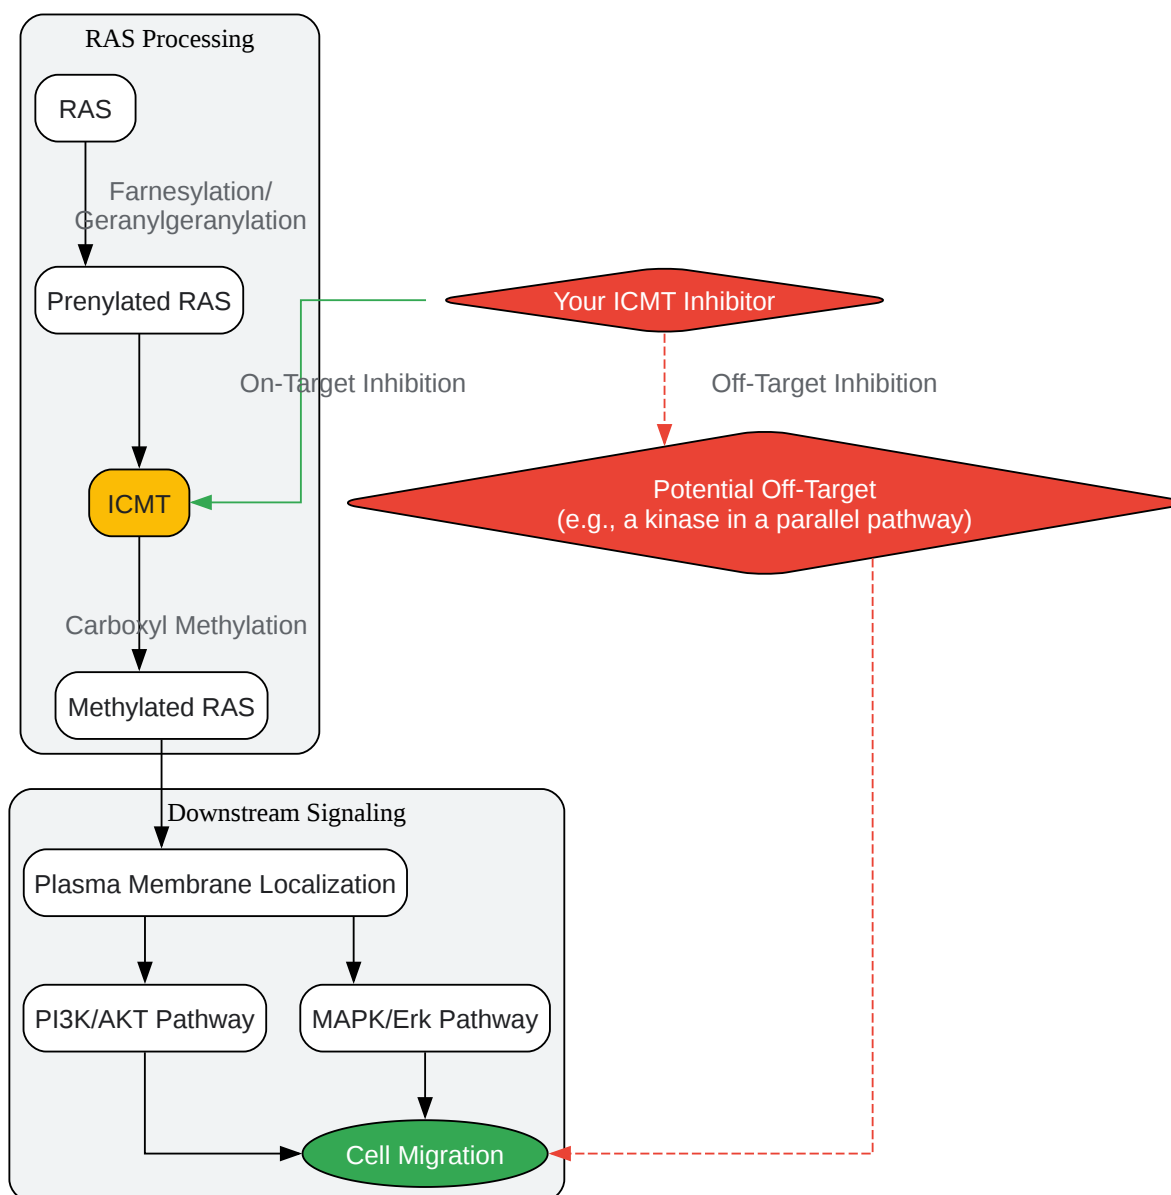 RAS Processing
RAS
Farnesylation/
Geranylgeranylation
Prenylated RAS
Your ICMT Inhibitor
On-Target Inhibition
Off-Target Inhibition
ICMT
Potential Off-Target
(e.g., a kinase in a parallel pathway)
Carboxyl Methylation
Methylated RAS
Downstream Signaling
Plasma Membrane Localization
PI3K/AKT Pathway
MAPK/Erk Pathway
Cell Migration